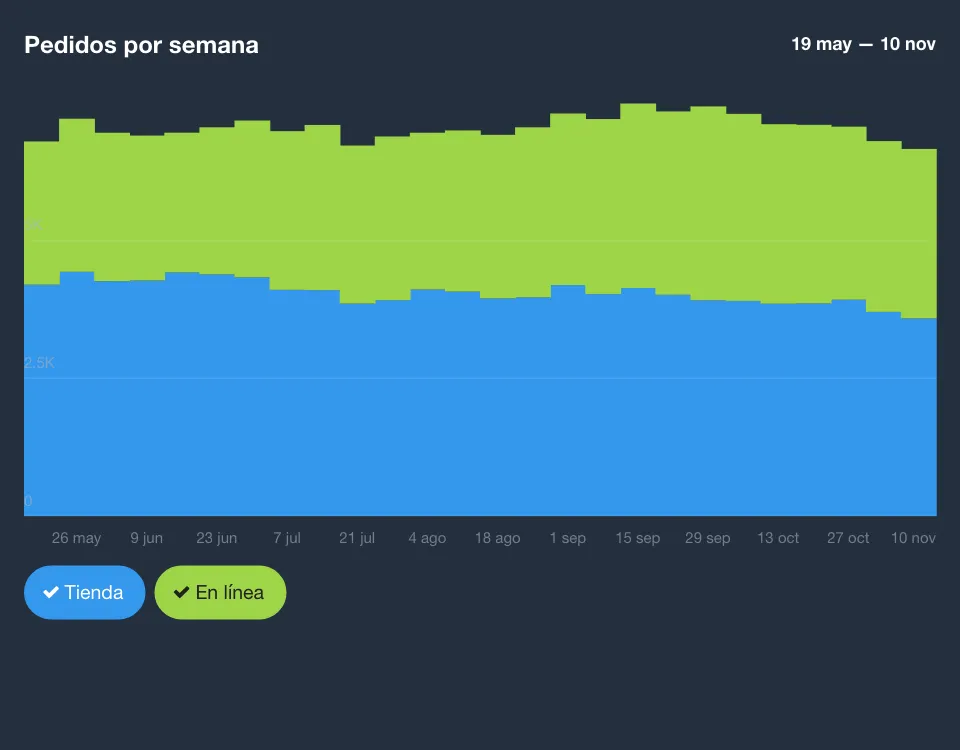 Pedidos por semana
19 may — 10 nov
2.5K
0
26 may 9 jun 23 jun 7 jul 21 jul 4 ago 18 ago 1 sep 15 sep 29 sep 13 oct 27 oct 10 nov
Tienda
En línea